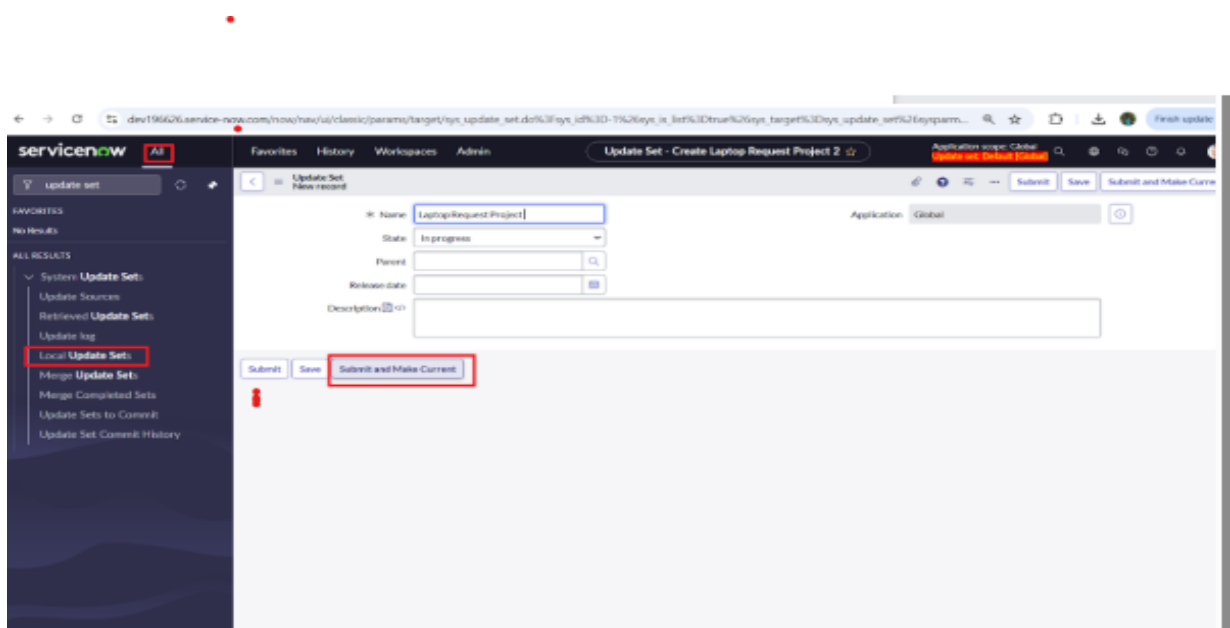 dev196626.service-now.com/now/nav/ui/classic/params/target/sys_update_set.do%3Fsys_id%3D-1%26sys_is_list%3Dtrue%26sys_target%3Dsys_update_set%26sysparm...
Finish update
servicenow
All
Favorites
History
Workspaces
Admin
Update Set - Create Laptop Request Project 2
Application scope: Global
Update set: Default [Global]
update set
Update Set
New record
Submit
Save
Submit and Make Curre
FAVORITES
No Results
ALL RESULTS
System Update Sets
Update Sources
Retrieved Update Sets
Update log
Local Update Sets
Merge Update Sets
Merge Completed Sets
Update Sets to Commit
Update Set Commit History
Name
Laptop Request Project
Application
Global
State
In progress
Parent
Release date
Description
Submit
Save
Submit and Make Current